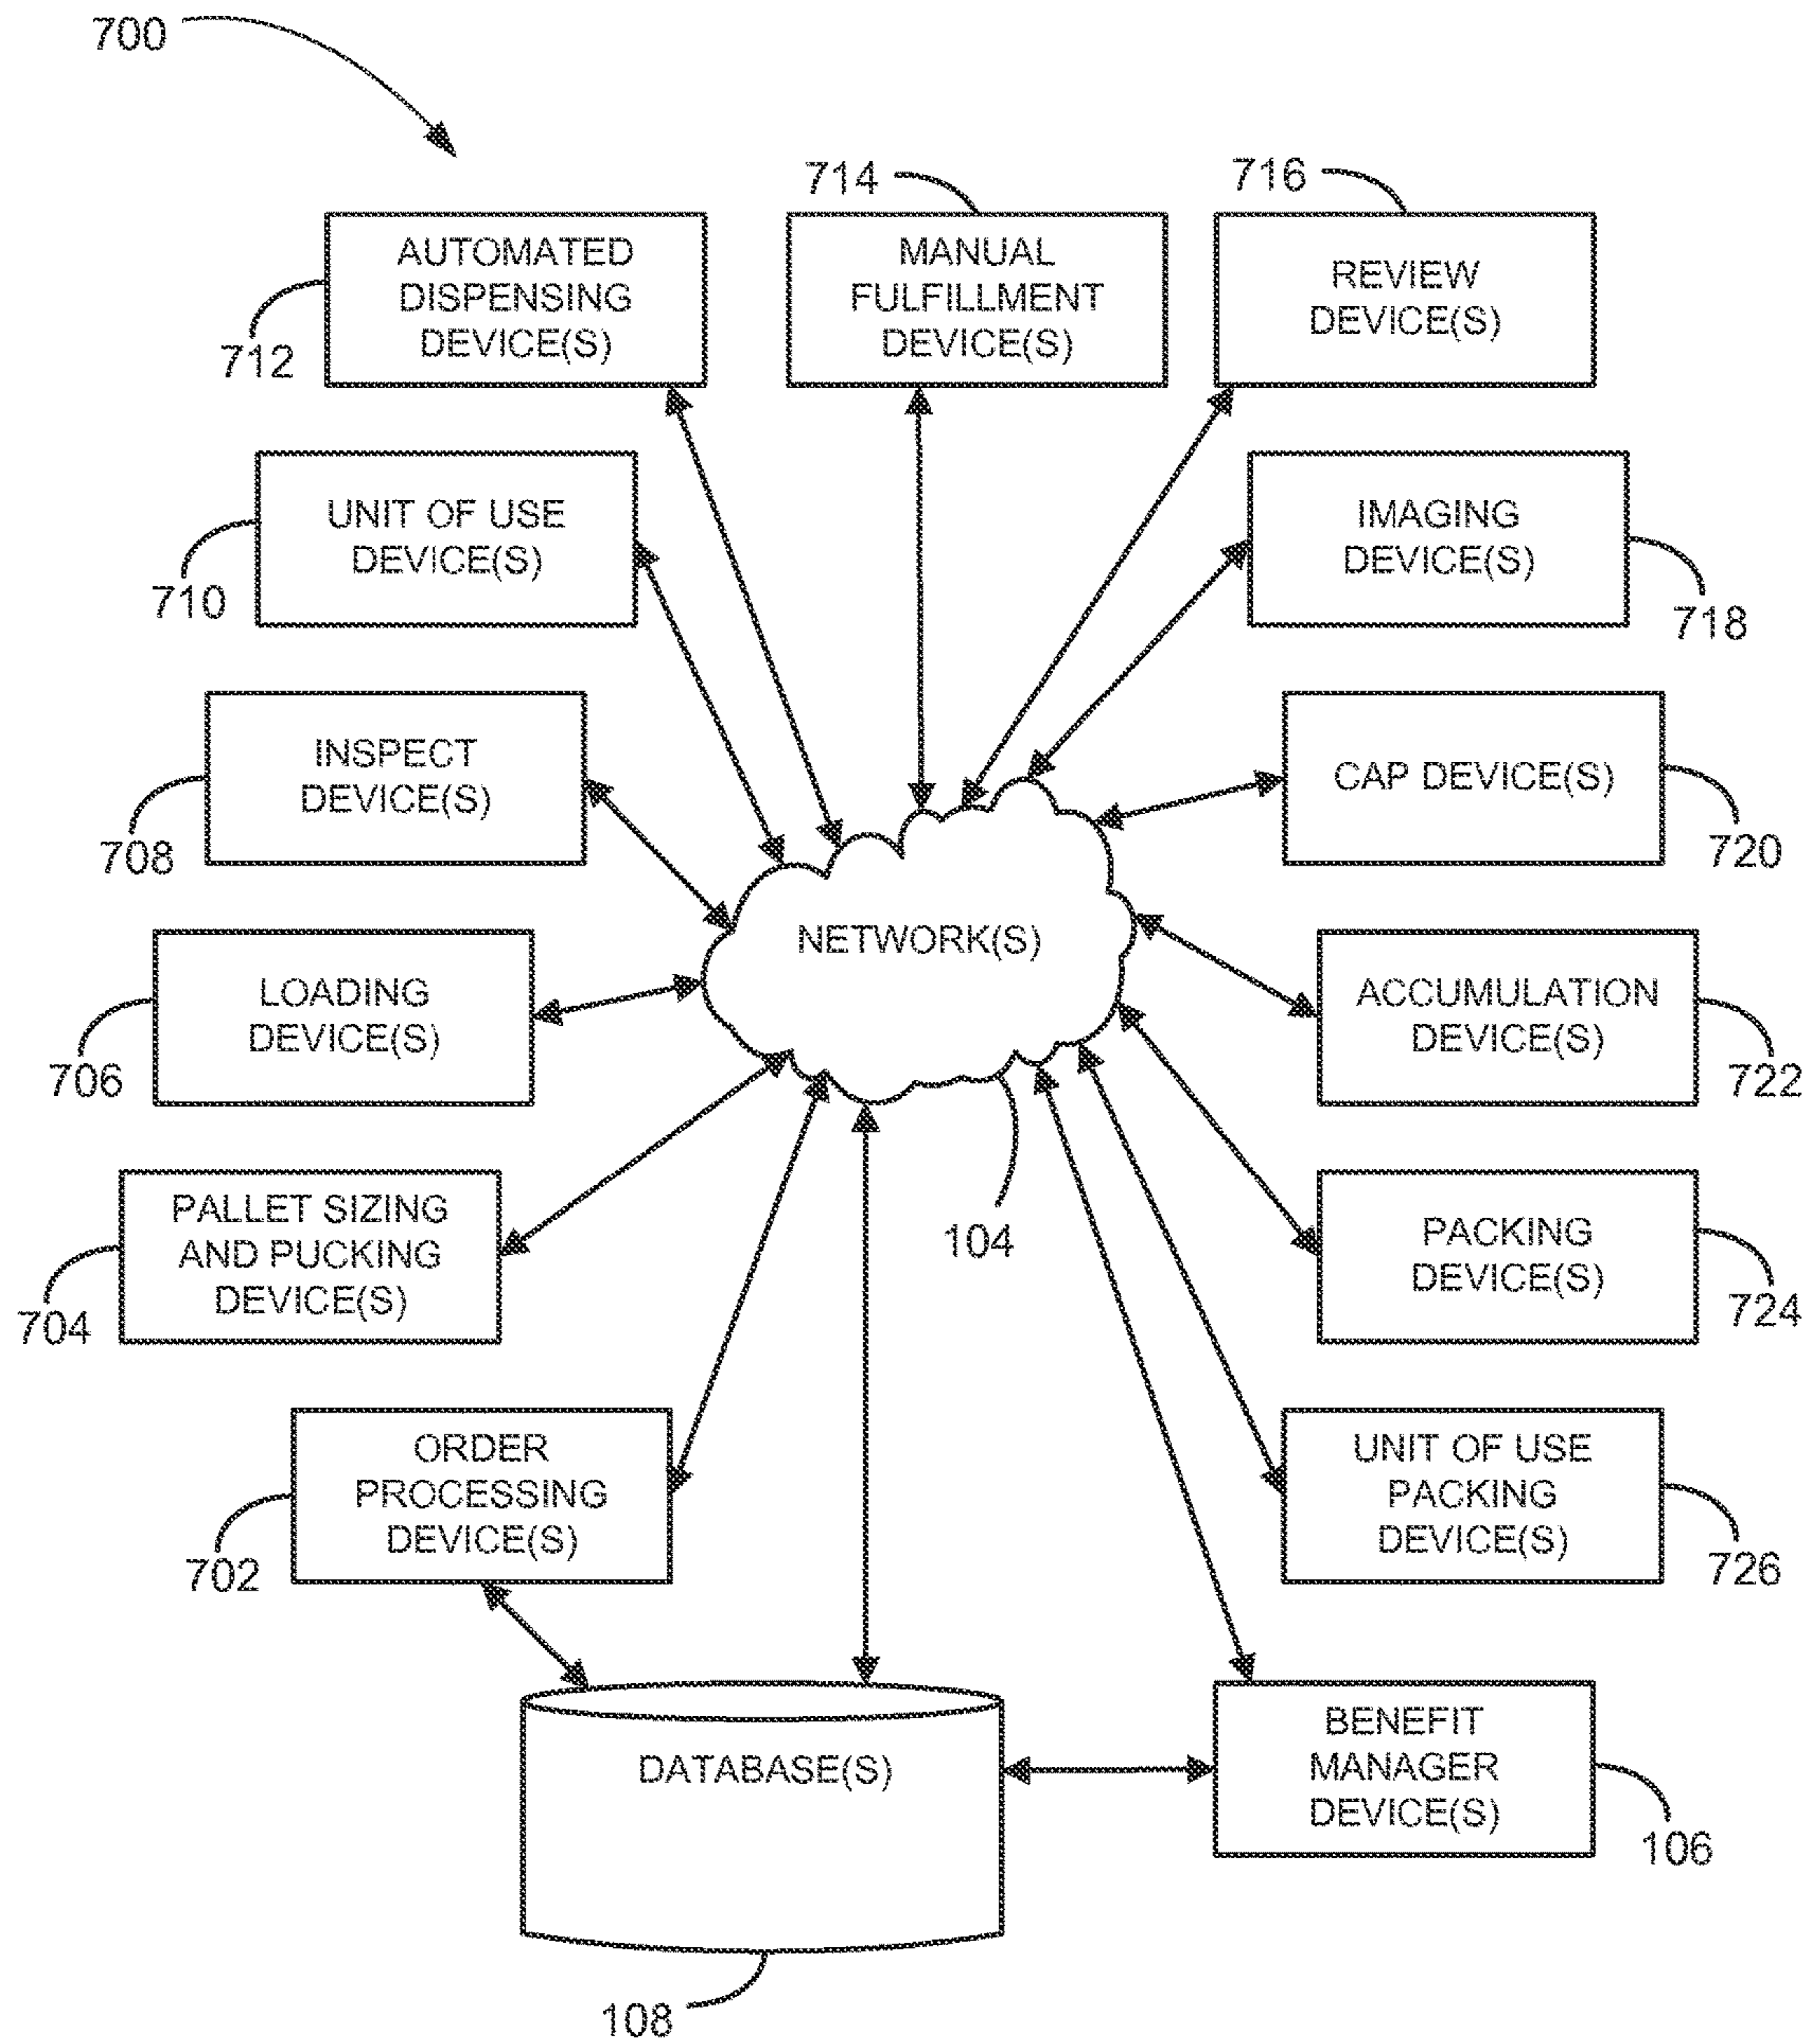 700
714
716
AUTOMATED
DISPENSING
DEVICE(S)
712
MANUAL
FULFILLMENT
DEVICE(S)
REVIEW
DEVICE(S)
UNIT OF USE
DEVICE(S)
710
IMAGING
DEVICE(S)
718
INSPECT
DEVICE(S)
708
CAP DEVICE(S)
720
NETWORK(S)
104
LOADING
DEVICE(S)
706
ACCUMULATION
DEVICE(S)
722
PALLET SIZING
AND PUCKING
DEVICE(S)
704
PACKING
DEVICE(S)
724
ORDER
PROCESSING
DEVICE(S)
702
UNIT OF USE
PACKING
DEVICE(S)
726
DATABASE(S)
108
BENEFIT
MANAGER
DEVICE(S)
106